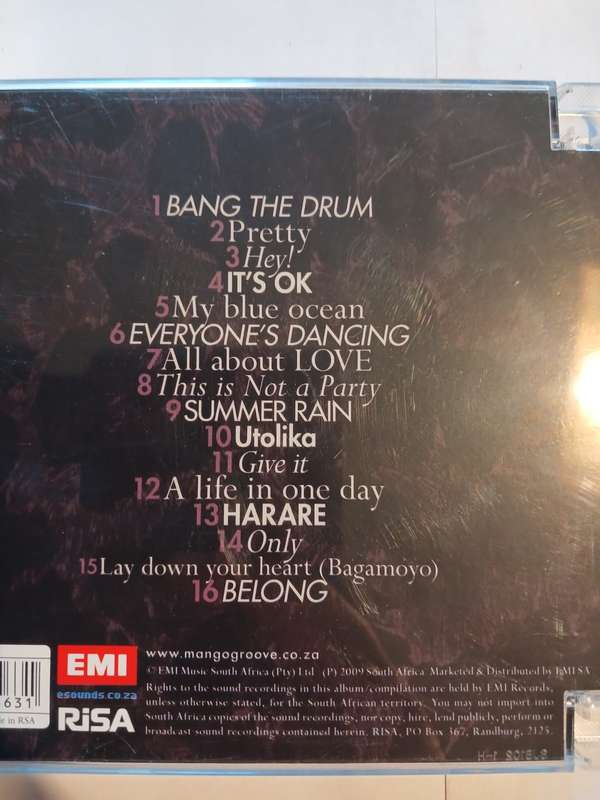 1 BANG THE DRUM
2 Pretty
3 Hey!
4 IT'S OK
5 My blue ocean
6 EVERYONE'S DANCING
7 All about LOVE
8 This is Not a Party
9 SUMMER RAIN
10 Utolika
11 Give it
12 A life in one day
13 HARARE
14 Only
15 Lay down your heart (Bagamoyo)
16 BELONG
631
in RSA
EMI
esounds.co.za
RiSA
www.mangogroove.co.za
© EMI Music South Africa (Pty) Ltd (P) 2009 South Africa Marketed & Distributed by EMI SA
Rights to the sound recordings in this album/compilation are held by EMI Records,
unless otherwise stated, for the South African territory. You may not import into
South Africa copies of the sound recordings, nor copy, hire, lend publicly, perform or
broadcast sound recordings contained herein. RISA, PO Box 367, Randburg, 2125.